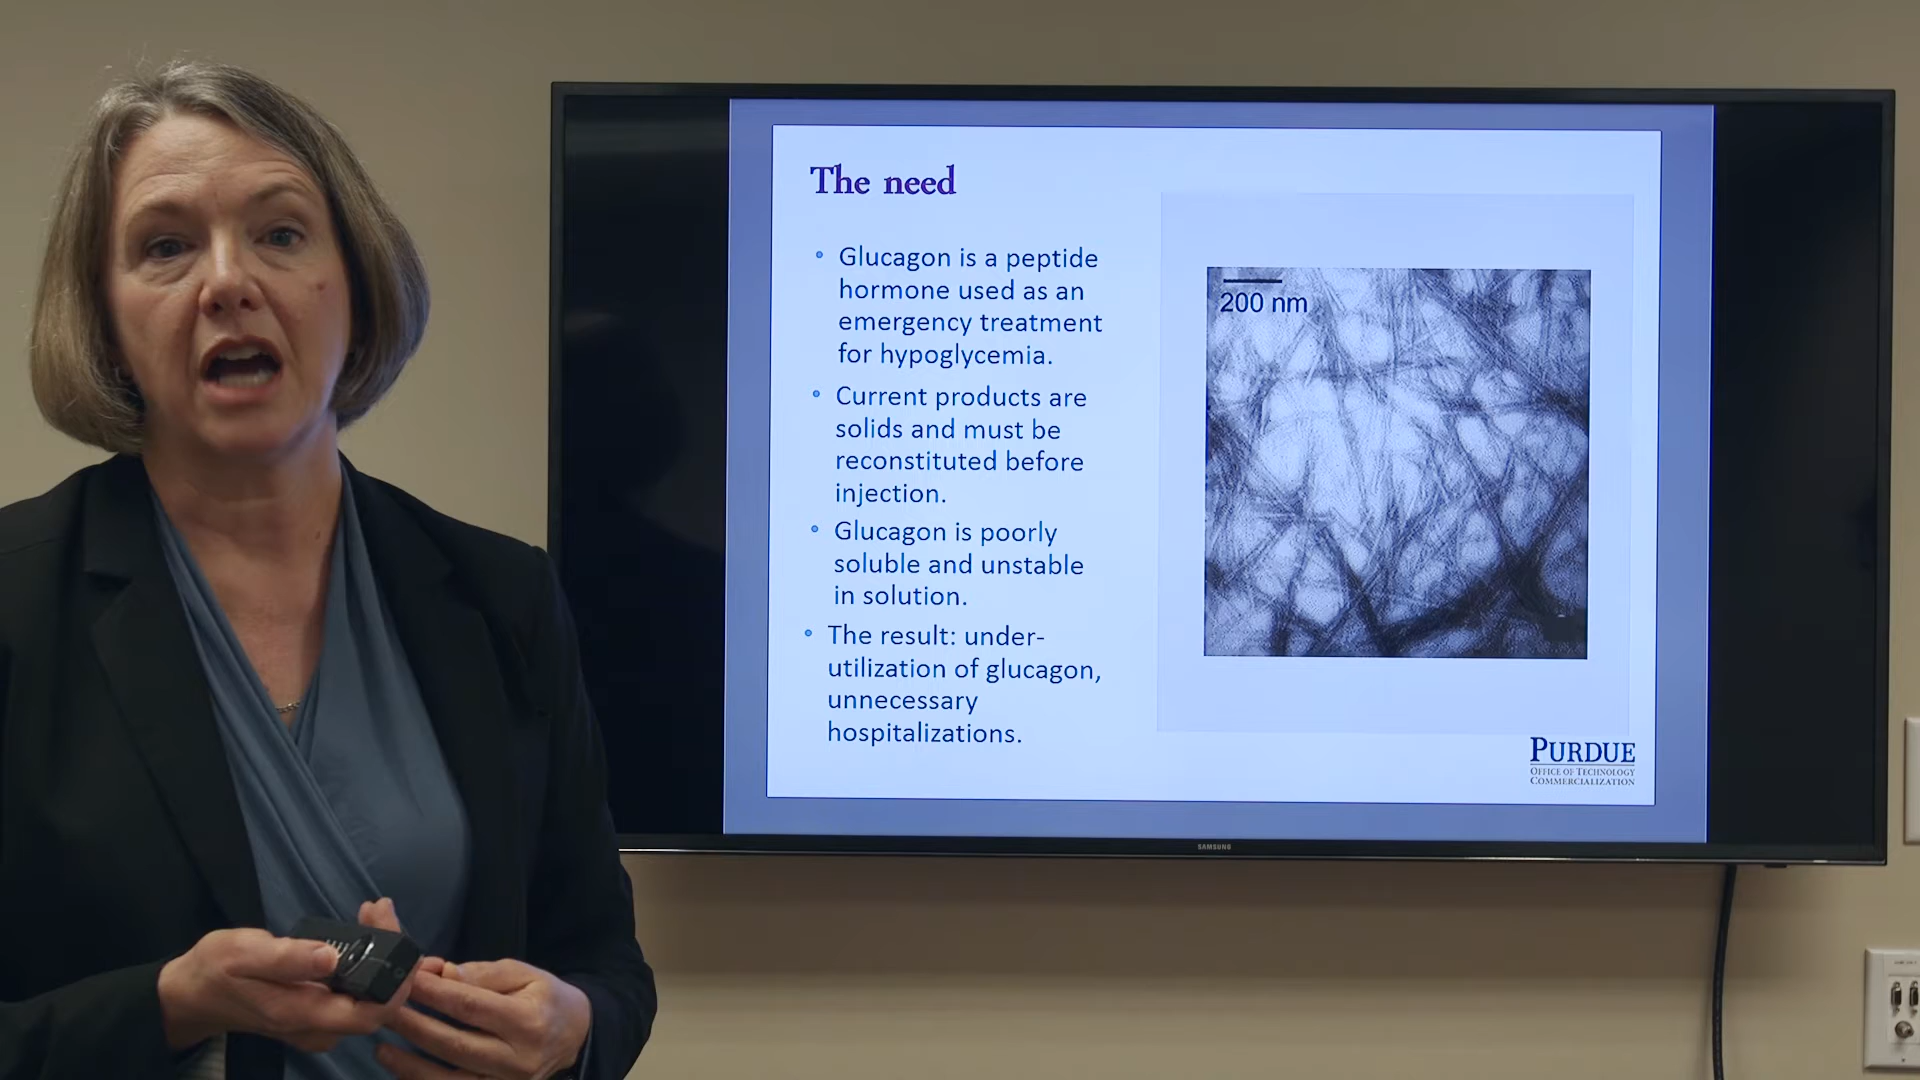 The need
• Glucagon is a peptide
hormone used as an
emergency treatment
for hypoglycemia.
• Current products are
solids and must be
reconstituted before
injection.
• Glucagon is poorly
soluble and unstable
in solution.
• The result: under-
utilization of glucagon,
unnecessary
hospitalizations.
200 nm
PURDUE
OFFICE OF TECHNOLOGY
COMMERCIALIZATION
SAMSUNG